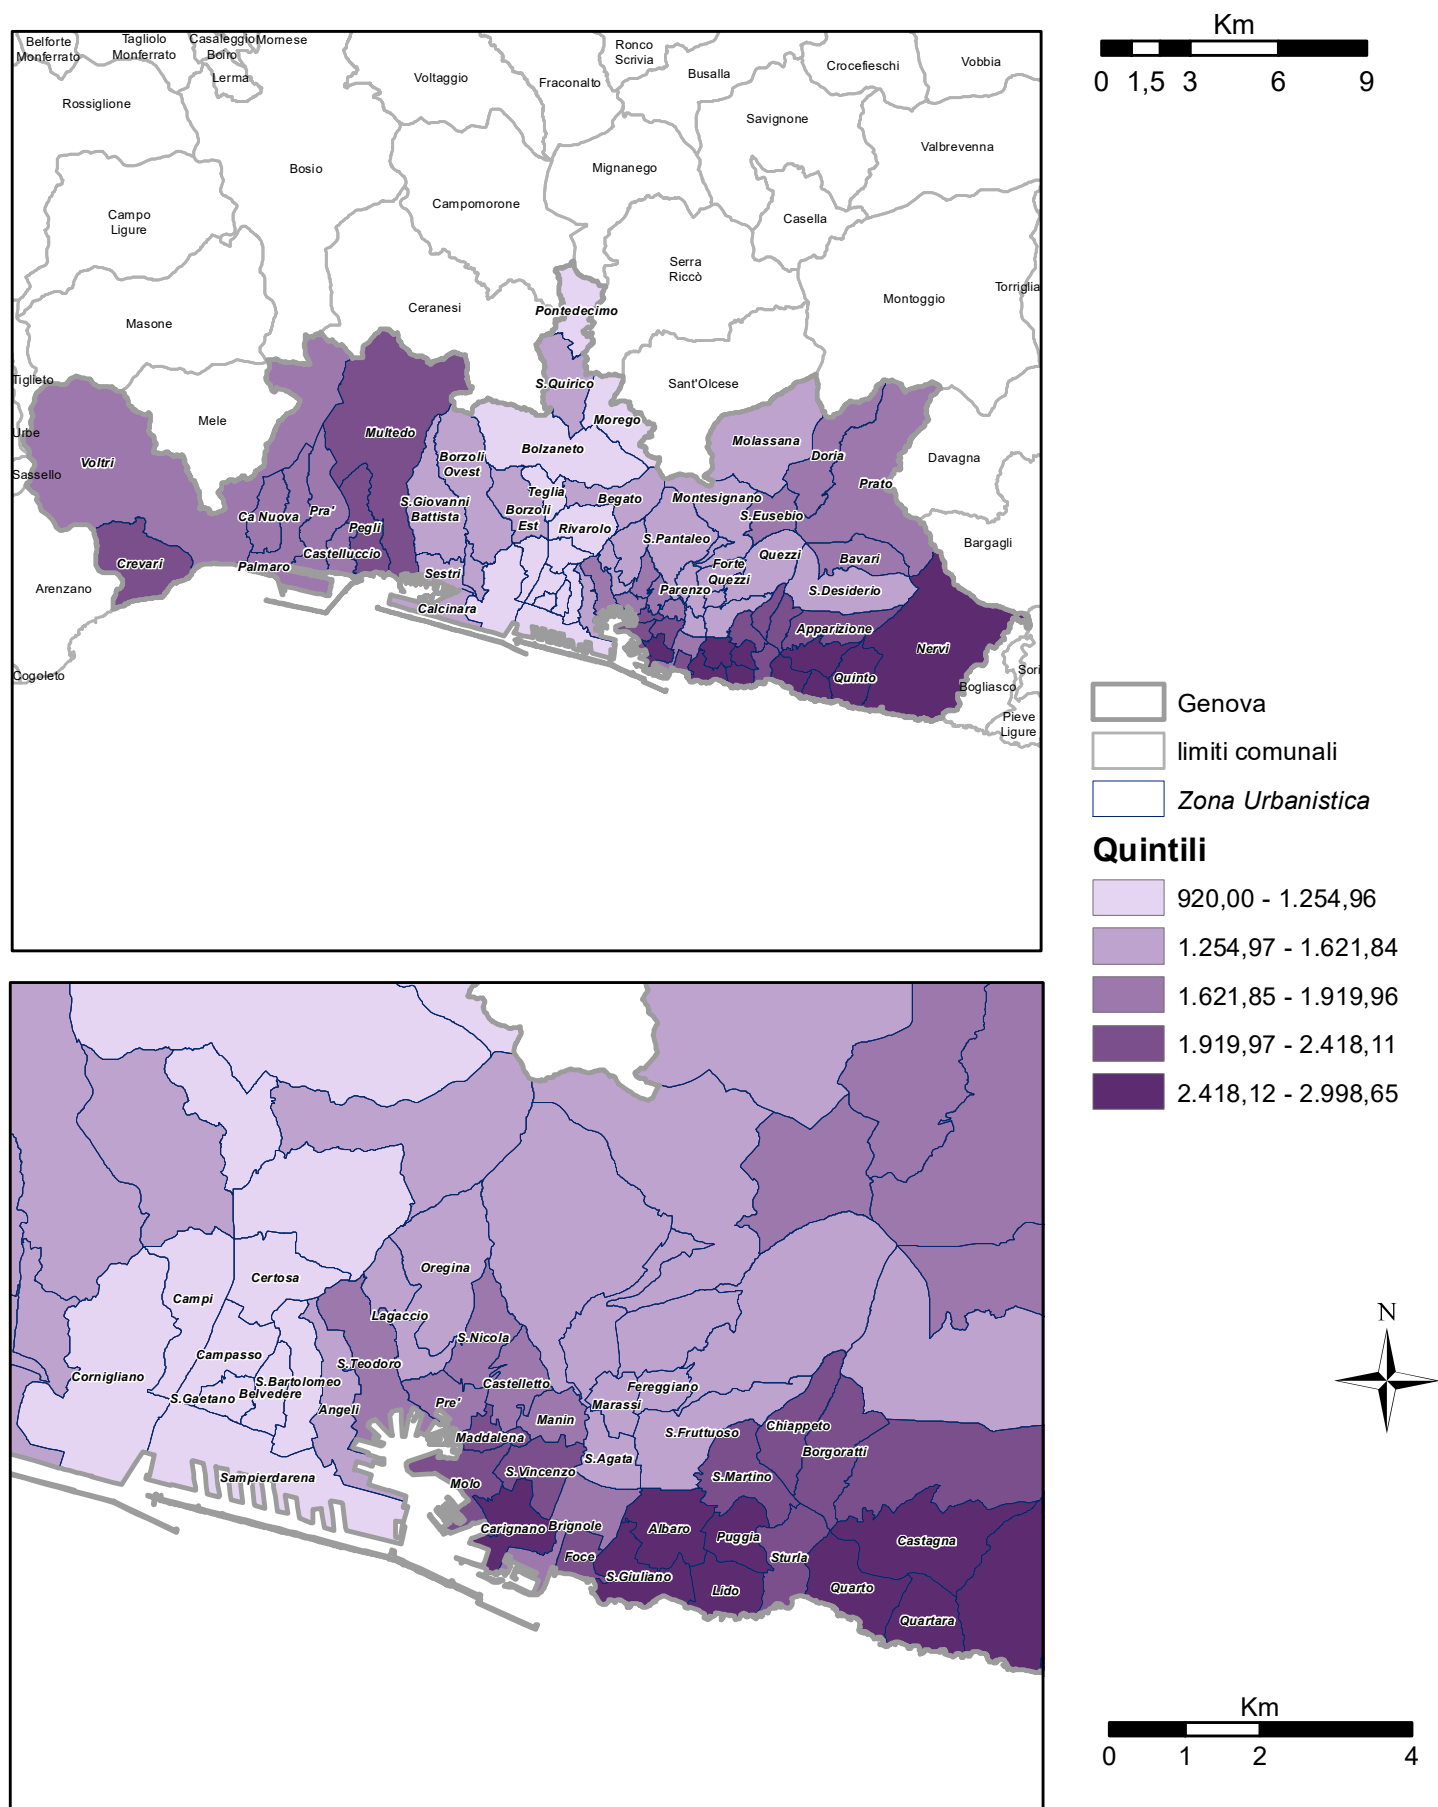 Km
0 1,5 3 6 9
Belforte
Monferrato
Tagliolo
Monferrato
Casaleggio
Boiro
Mornese
Lerma
Rossiglione
Voltaggio
Fraconalto
Ronco
Scrivia
Busalla
Crocefieschi
Vobbia
Savignone
Valbrevenna
Bosio
Mignanego
Campo
Ligure
Campomorone
Casella
Serra
Riccò
Montoggio
Torriglia
Masone
Ceranesi
Pontedecimo
Tiglieto
S.Quirico
Sant'Olcese
Mele
Morego
Urbe
Multedo
Molassana
Bolzaneto
Borzoli
Ovest
Doria
Davagna
Voltri
Sassello
Prato
Teglia
Begato
Montesignano
S.Giovanni
Battista
Borzoli
Est
Ca Nuova
Pra'
Pegli
Rivarolo
S.Eusebio
S.Pantaleo
Bargagli
Castelluccio
Quezzi
Bavari
Crevari
Palmaro
Sestri
Forte
Quezzi
Parenzo
S.Desiderio
Arenzano
Calcinara
Apparizione
Nervi
Cogoleto
Quinto
Sori
Bogliasco
Pieve
Ligure
Genova
limiti comunali
Zona Urbanistica
Quintili
920,00 - 1.254,96
1.254,97 - 1.621,84
1.621,85 - 1.919,96
1.919,97 - 2.418,11
2.418,12 - 2.998,65
Oregina
Certosa
Campi
Lagaccio
S.Nicola
Campasso
S.Teodoro
Cornigliano
S.Bartolomeo
Castelletto
Fereggiano
Belvedere
S.Gaetano
Angeli
Pre'
Marassi
Manin
Chiappeto
S.Fruttuoso
Maddalena
Borgoratti
S.Agata
Sampierdarena
S.Vincenzo
S.Martino
Molo
Carignano
Brignole
Albaro
Puggia
Castagna
Foce
Sturla
S.Giuliano
Lido
Quarto
Quartara
N
Km
0 1 2 4